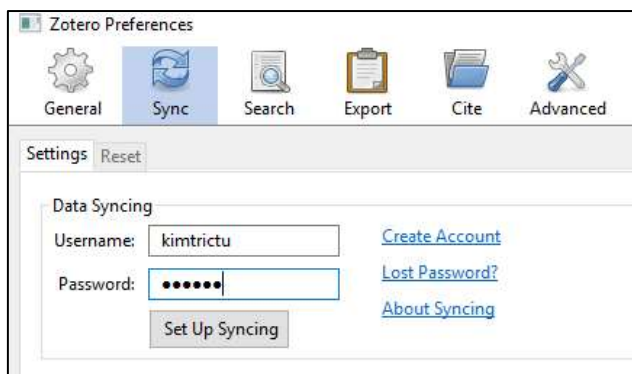 Zotero Preferences
General Sync Search Export Cite Advanced
Settings Reset
Data Syncing
Username: kimtrictu Create Account
Password: •••••• Lost Password?
About Syncing
Set Up Syncing